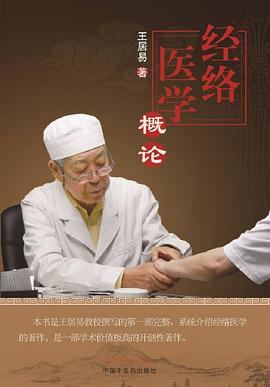 王居易 著
经络
医学
概论
本书是王居易教授撰写的第一部完整、系统介绍经络医学
的著作，是一部学术价值极高的开创性著作。
中国中医药出版社